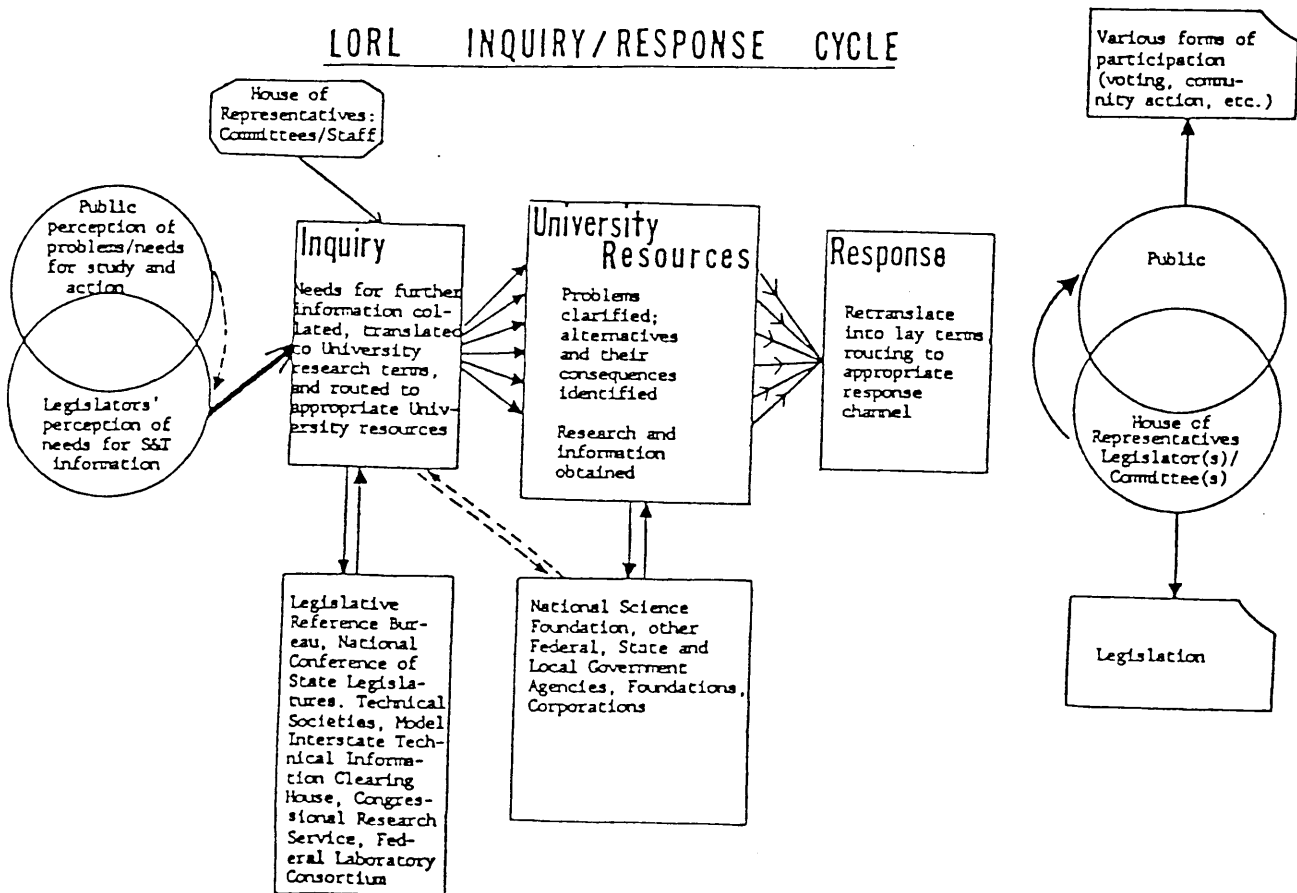 LORL INQUIRY/RESPONSE CYCLE
Various forms of
participation
(voting, commu-
nity action, etc.)
House of
Representatives:
Committees/Staff
Public
perception of
problems/needs
for study and
action
Legislators'
perception of
needs for S&T
information
Inquiry
Needs for further
information col-
lated, translated
to University
research terms,
and routed to
appropriate Univ-
ersity resources
University
Resources
Problems
clarified;
alternatives
and their
consequences
identified
Research and
information
obtained
Response
Retranslate
into lay terms
routing to
appropriate
response
channel
Public
House of
Representatives
Legislator(s)/
Committee(s)
Legislative
Reference Bur-
eau, National
Conference of
State Legisla-
tures. Technical
Societies, Model
Interstate Tech-
nical Informa-
tion Clearing
House, Congres-
sional Research
Service, Fed-
eral Laboratory
Consortium
National Science
Foundation, other
Federal, State and
Local Government
Agencies, Foundations,
Corporations
Legislation